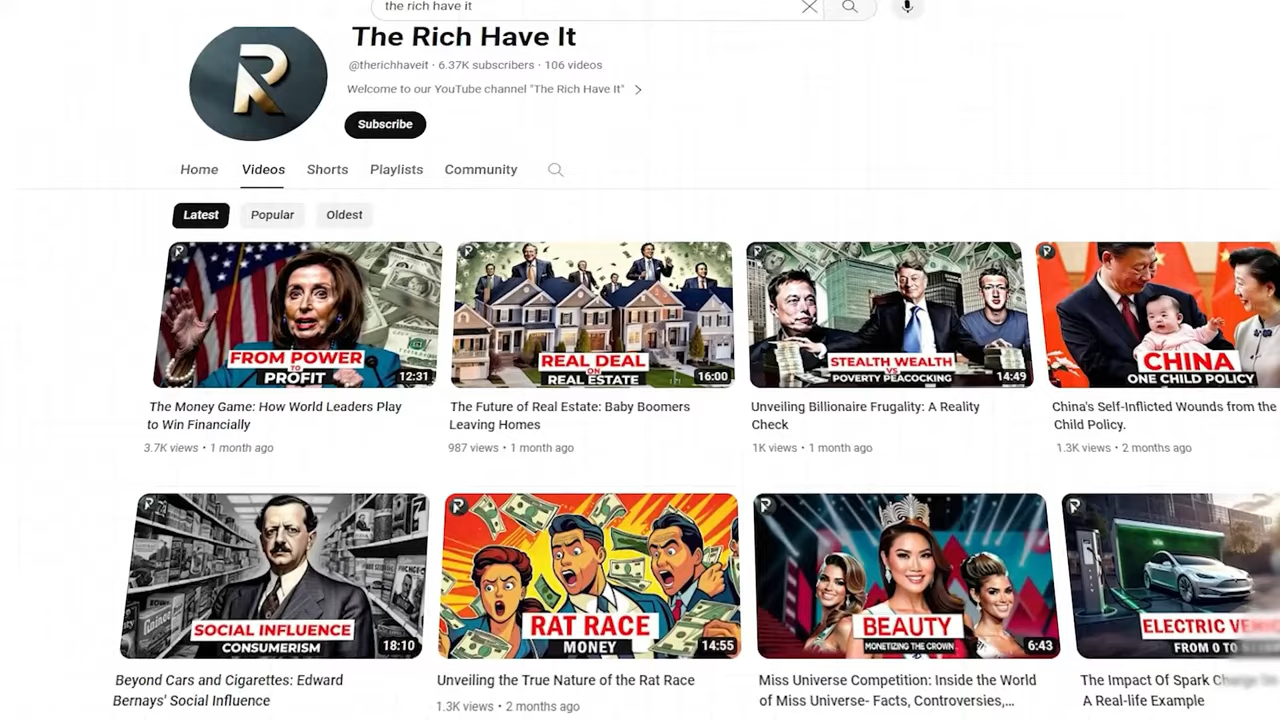 the rich have it
The Rich Have It
@therichhaveit · 6.37K subscribers · 106 videos
Welcome to our YouTube channel "The Rich Have It"
Subscribe
Home Videos Shorts Playlists Community
Latest Popular Oldest
FROM POWER
TO
PROFIT
12:31
REAL DEAL
ON
REAL ESTATE
16:00
STEALTH WEALTH
VS
POVERTY PEACOCKING
14:49
CHINA
ONE CHILD POLICY
The Money Game: How World Leaders Play
to Win Financially
3.7K views • 1 month ago
The Future of Real Estate: Baby Boomers
Leaving Homes
987 views • 1 month ago
Unveiling Billionaire Frugality: A Reality
Check
1K views • 1 month ago
China's Self-Inflicted Wounds from the
Child Policy.
1.3K views • 2 months ago
SOCIAL INFLUENCE
CONSUMERISM
18:10
RAT RACE
MONEY
14:55
BEAUTY
MONETIZING THE CROWN
6:43
ELECTRIC
FROM 0 TO
Beyond Cars and Cigarettes: Edward
Bernays' Social Influence
Unveiling the True Nature of the Rat Race
1.3K views • 2 months ago
Miss Universe Competition: Inside the World
of Miss Universe- Facts, Controversies,...
The Impact Of Spark
A Real-life Example